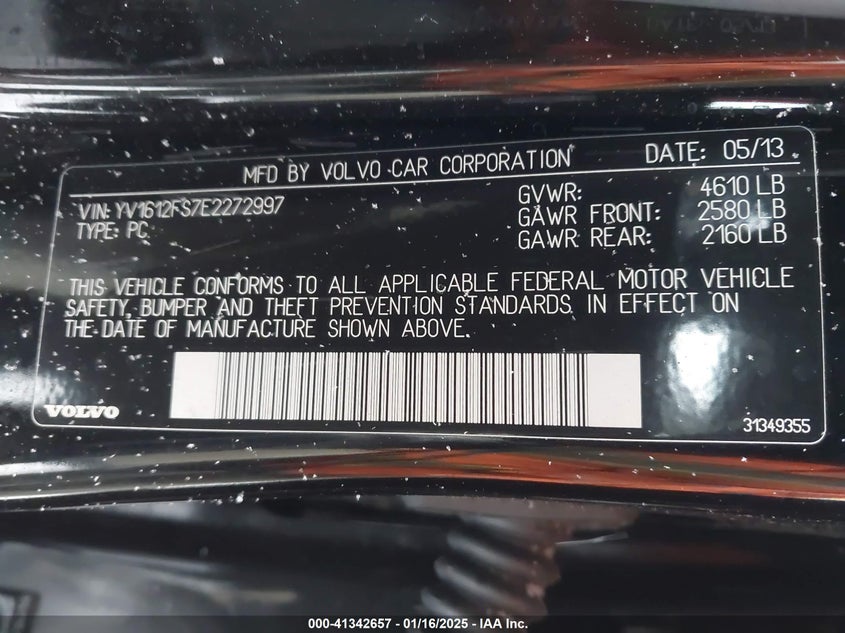 MFD BY VOLVO CAR CORPORATION DATE: 05/13
VIN: YV1612FS7E2272997
TYPE: PC
GVWR: 4610 LB
GAWR FRONT: 2580 LB
GAWR REAR: 2160 LB
THIS VEHICLE CONFORMS TO ALL APPLICABLE FEDERAL MOTOR VEHICLE
SAFETY, BUMPER AND THEFT PREVENTION STANDARDS IN EFFECT ON
THE DATE OF MANUFACTURE SHOWN ABOVE.
VOLVO
31349355
000-41342657 - 01/16/2025 - IAA Inc.